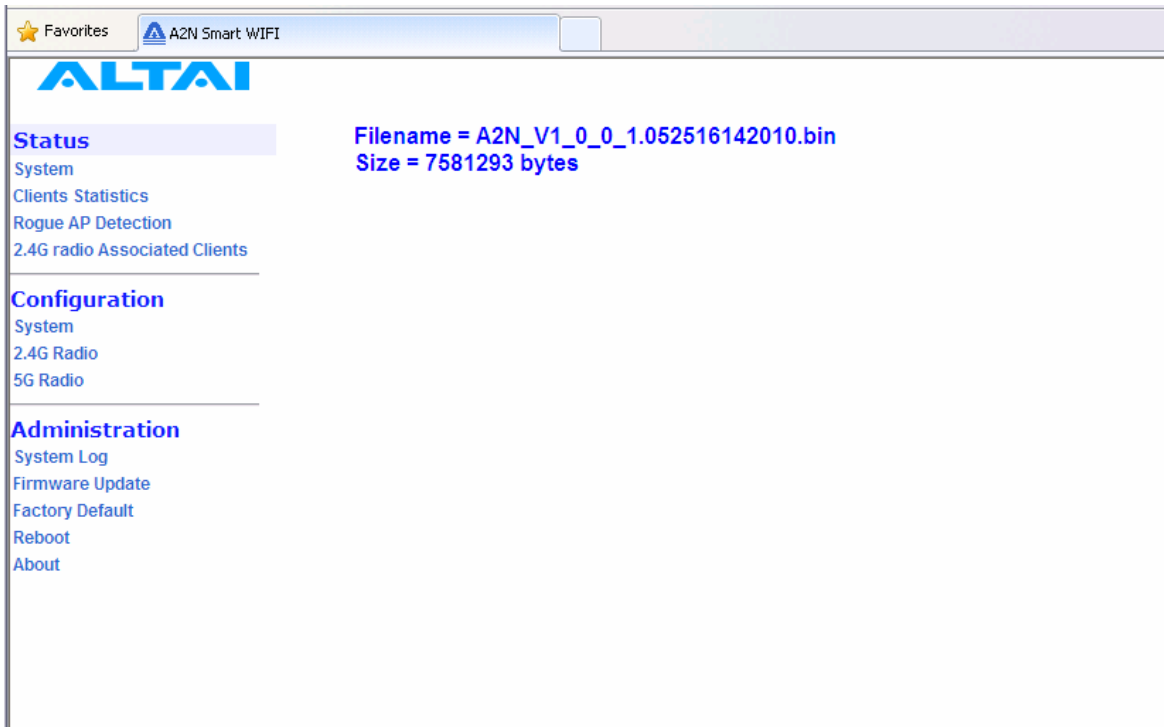 Favorites
A2N Smart WIFI
ALTAI
Status
System
Clients Statistics
Rogue AP Detection
2.4G radio Associated Clients
Configuration
System
2.4G Radio
5G Radio
Administration
System Log
Firmware Update
Factory Default
Reboot
About
Filename = A2N_V1_0_0_1.052516142010.bin
Size = 7581293 bytes